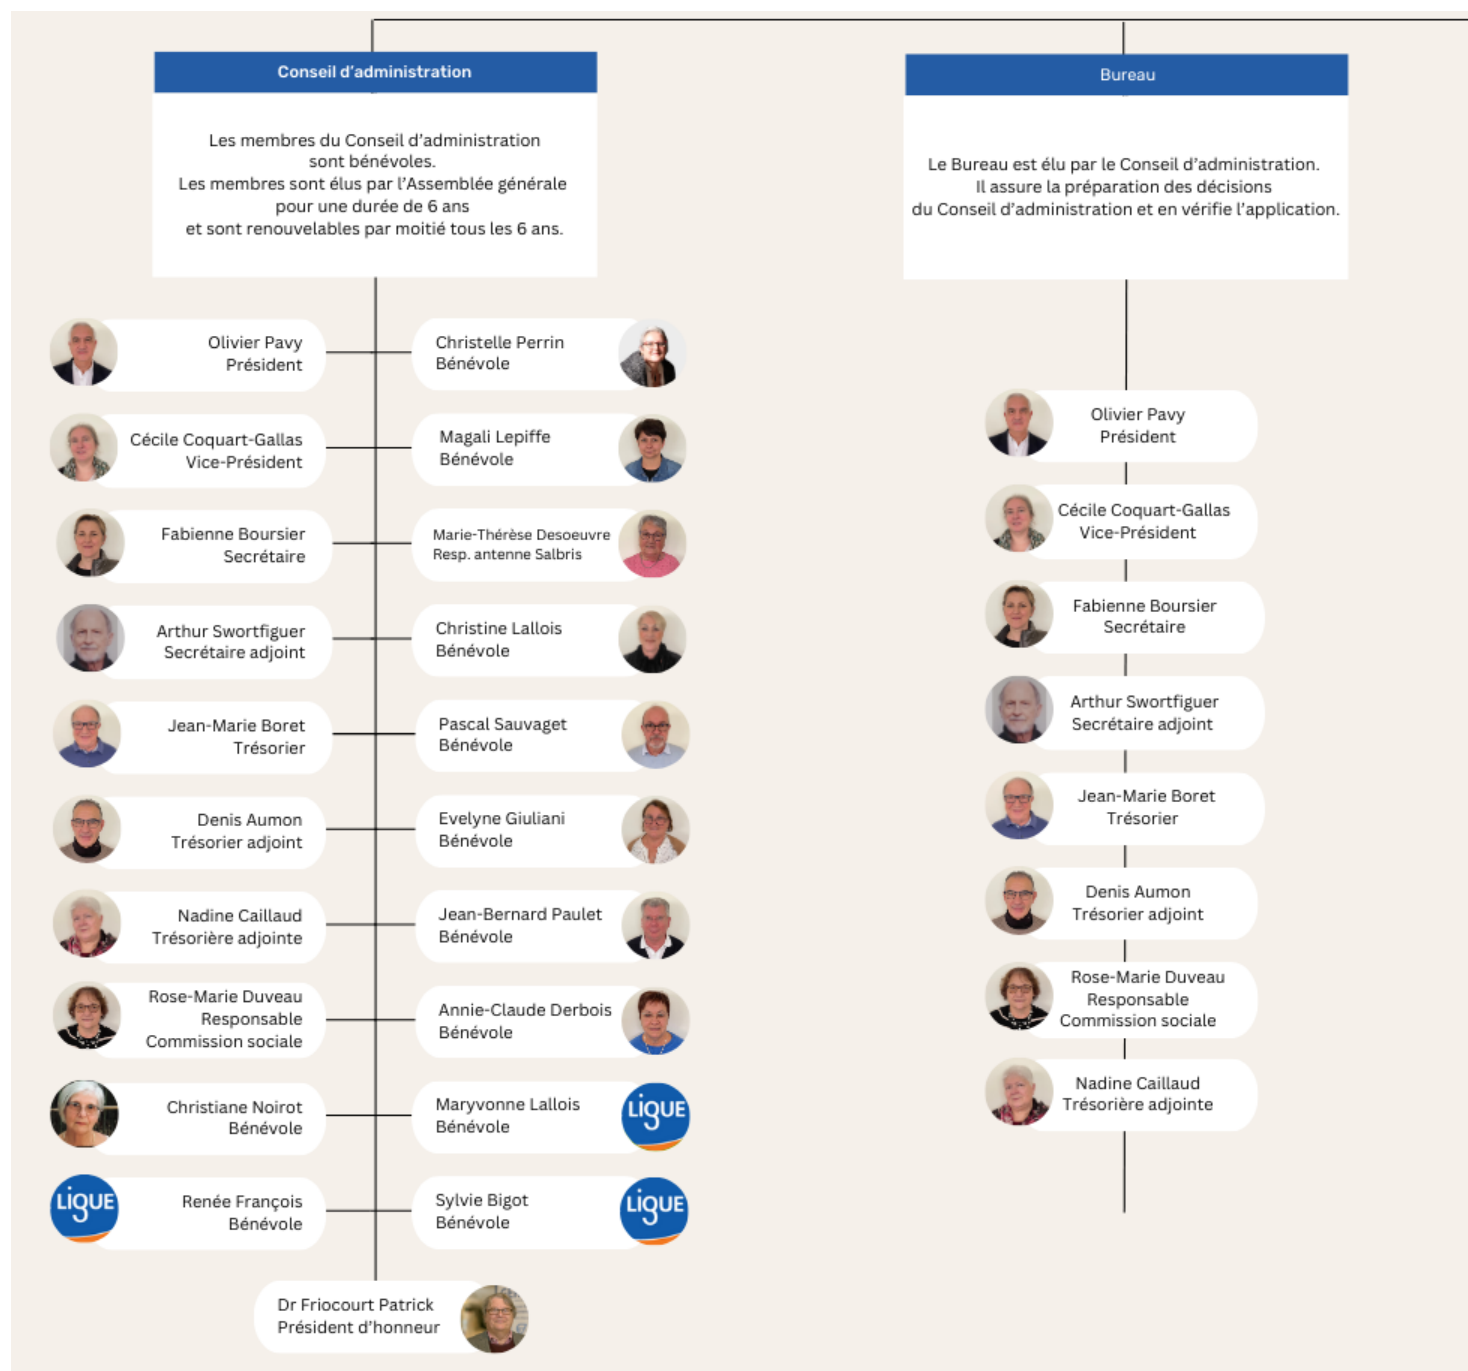 Conseil d'administration
Les membres du Conseil d'administration
sont bénévoles.
Les membres sont élus par l'Assemblée générale
pour une durée de 6 ans
et sont renouvelables par moitié tous les 6 ans.
Olivier Pavy
Président
Christelle Perrin
Bénévole
Cécile Coquart-Gallas
Vice-Président
Magali Lepiffe
Bénévole
Fabienne Boursier
Secrétaire
Marie-Thérèse Desoeuvre
Resp. antenne Salbris
Arthur Swortfiguer
Secrétaire adjoint
Christine Lallois
Bénévole
Jean-Marie Boret
Trésorier
Pascal Sauvaget
Bénévole
Denis Aumon
Trésorier adjoint
Evelyne Giuliani
Bénévole
Nadine Caillaud
Trésorière adjointe
Jean-Bernard Paulet
Bénévole
Rose-Marie Duveau
Responsable
Commission sociale
Annie-Claude Derbois
Bénévole
Christiane Noirot
Bénévole
Maryvonne Lallois
Bénévole
LIGUE
LIGUE
Renée François
Bénévole
Sylvie Bigot
Bénévole
LIGUE
Dr Friocourt Patrick
Président d'honneur
Bureau
Le Bureau est élu par le Conseil d'administration.
Il assure la préparation des décisions
du Conseil d'administration et en vérifie l'application.
Olivier Pavy
Président
Cécile Coquart-Gallas
Vice-Président
Fabienne Boursier
Secrétaire
Arthur Swortfiguer
Secrétaire adjoint
Jean-Marie Boret
Trésorier
Denis Aumon
Trésorier adjoint
Rose-Marie Duveau
Responsable
Commission sociale
Nadine Caillaud
Trésorière adjointe